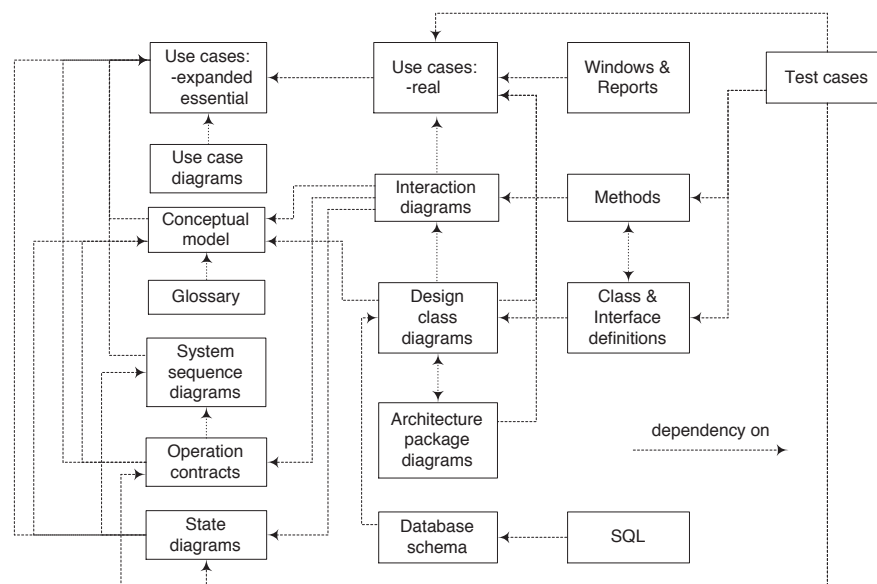 Use cases:
-expanded
essential
Use cases:
-real
Windows &
Reports
Test cases
Use case
diagrams
Interaction
diagrams
Methods
Conceptual
model
Glossary
Design
class
diagrams
Class &
Interface
definitions
System
sequence
diagrams
Architecture
package
diagrams
dependency on
Operation
contracts
State
diagrams
Database
schema
SQL